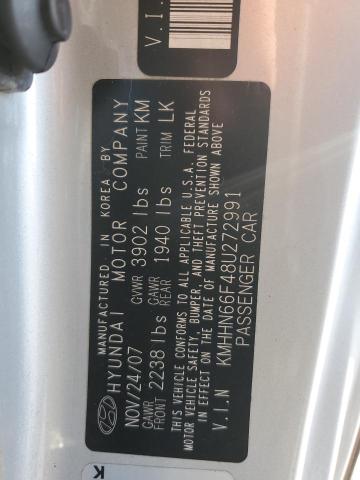 V.I.
MANUFACTURED IN KOREA BY
HYUNDAI MOTOR COMPANY
NOV/24/07 GVWR 3902 lbs PAINT KM
GAWR FRONT 2238 lbs GAWR REAR 1940 lbs TRIM LK
THIS VEHICLE CONFORMS TO ALL APPLICABLE U.S.A. FEDERAL
SAFETY, BUMPER, AND THEFT PREVENTION STANDARDS
IN EFFECT ON THE DATE OF MANUFACTURE SHOWN ABOVE
V.I.N KMHHN66F48U272991
PASSENGER CAR
K